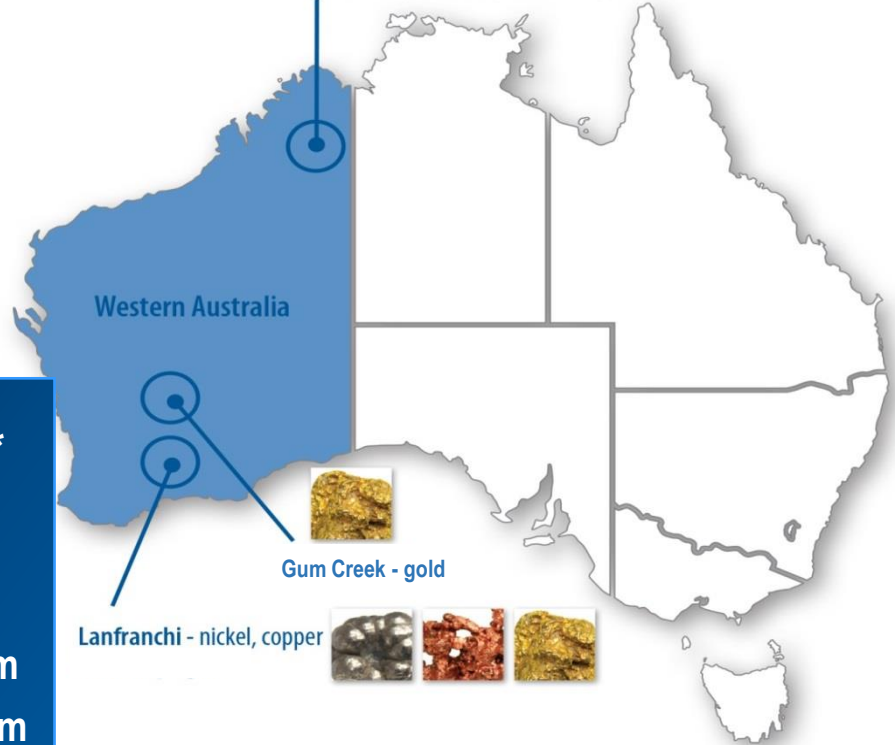 Western Australia
Gum Creek - gold
Lanfranchi - nickel, copper
*
m
m